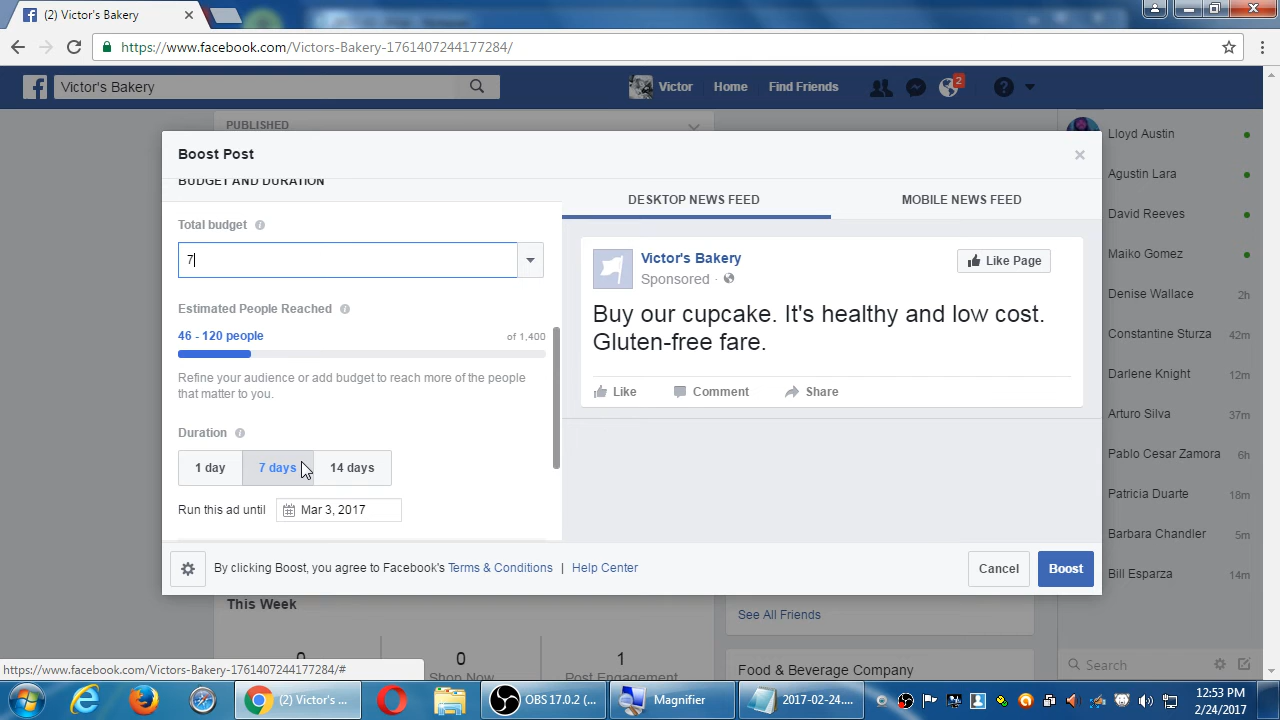 (2) Victor's Bakery
https://www.facebook.com/Victors-Bakery-1761407244177284/
Victor's Bakery
Victor
Home
Find Friends
2
PUBLISHED
Boost Post
BUDGET AND DURATION
Total budget
7
Estimated People Reached
46 - 120 people
of 1,400
Refine your audience or add budget to reach more of the people
that matter to you.
Duration
1 day
7 days
14 days
Run this ad until
Mar 3, 2017
DESKTOP NEWS FEED
MOBILE NEWS FEED
Victor's Bakery
Sponsored ·
Like Page
Buy our cupcake. It's healthy and low cost.
Gluten-free fare.
Like
Comment
Share
By clicking Boost, you agree to Facebook's Terms & Conditions | Help Center
Cancel
Boost
Lloyd Austin
Agustin Lara
David Reeves
Maiko Gomez
Denise Wallace 2h
Constantine Sturza 42m
Darlene Knight 12m
Arturo Silva 37m
Pablo Cesar Zamora 6h
Patricia Duarte 18m
Barbara Chandler 5m
Bill Esparza 14m
Search
This Week
0
0
1
Shop Now
Post Engagement
See All Friends
Food & Beverage Company
https://www.facebook.com/Victors-Bakery-1761407244177284/#
(2) Victor's ...
OBS 17.0.2 (...
Magnifier
2017-02-24....
12:53 PM
2/24/2017